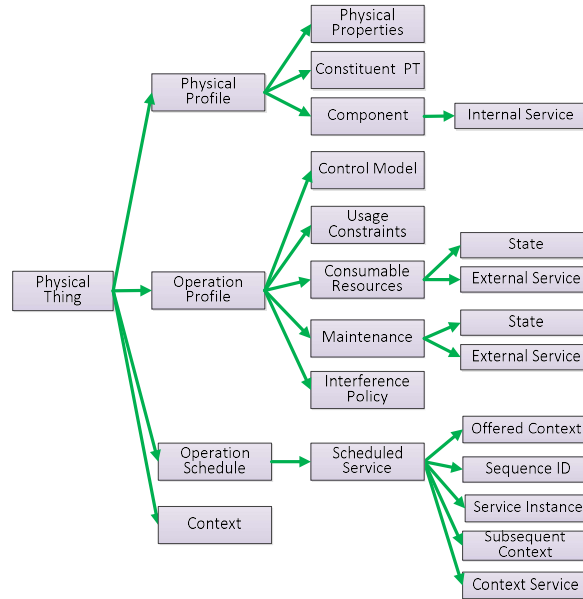 Physical
Properties
Physical
Profile
Constituent PT
Component
Internal Service
Control Model
Usage
Constraints
State
Physical
Thing
Operation
Profile
Consumable
Resources
External Service
State
Maintenance
External Service
Interference
Policy
Offered Context
Operation
Schedule
Scheduled
Service
Sequence ID
Service Instance
Context
Subsequent
Context
Context Service